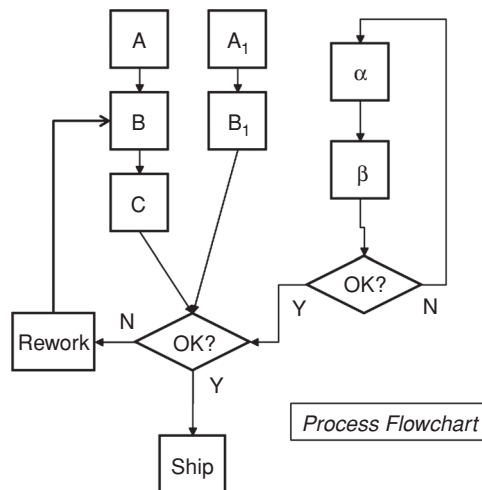 A
A₁
α
B
B₁
β
C
OK?
Y
N
N
OK?
Rework
Y
Process Flowchart
Ship